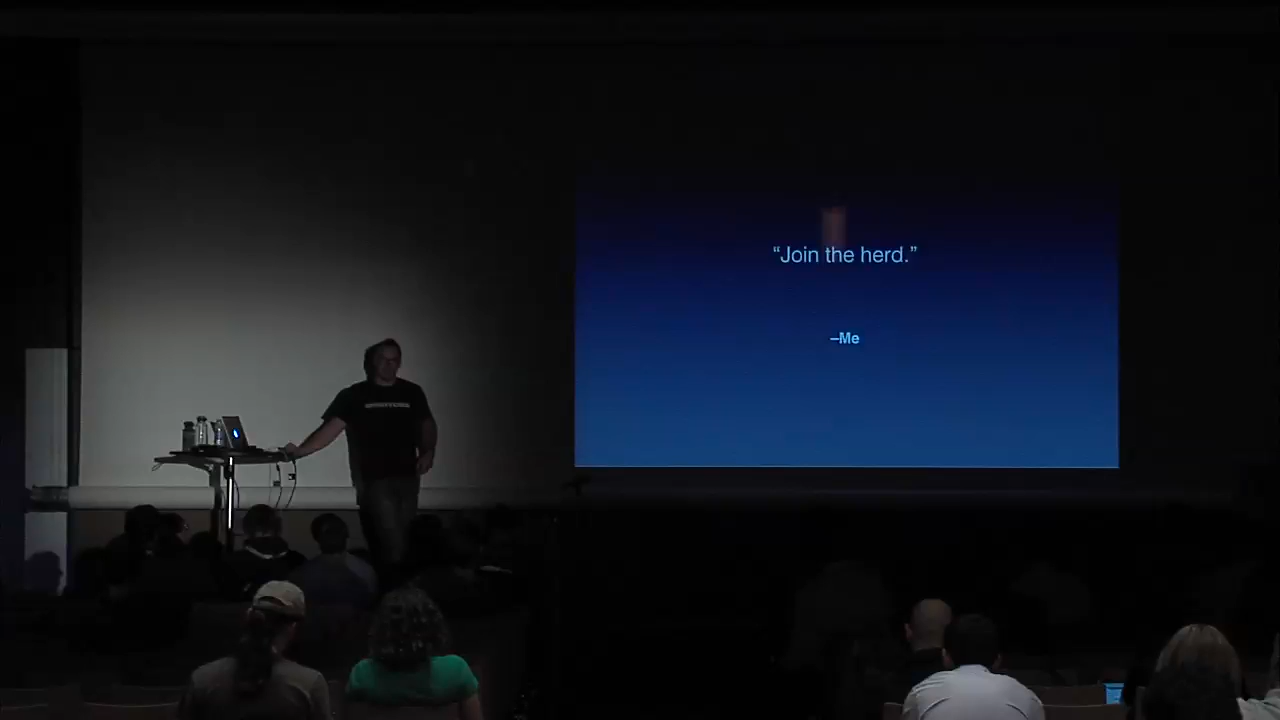 “Join the herd.”
–Me